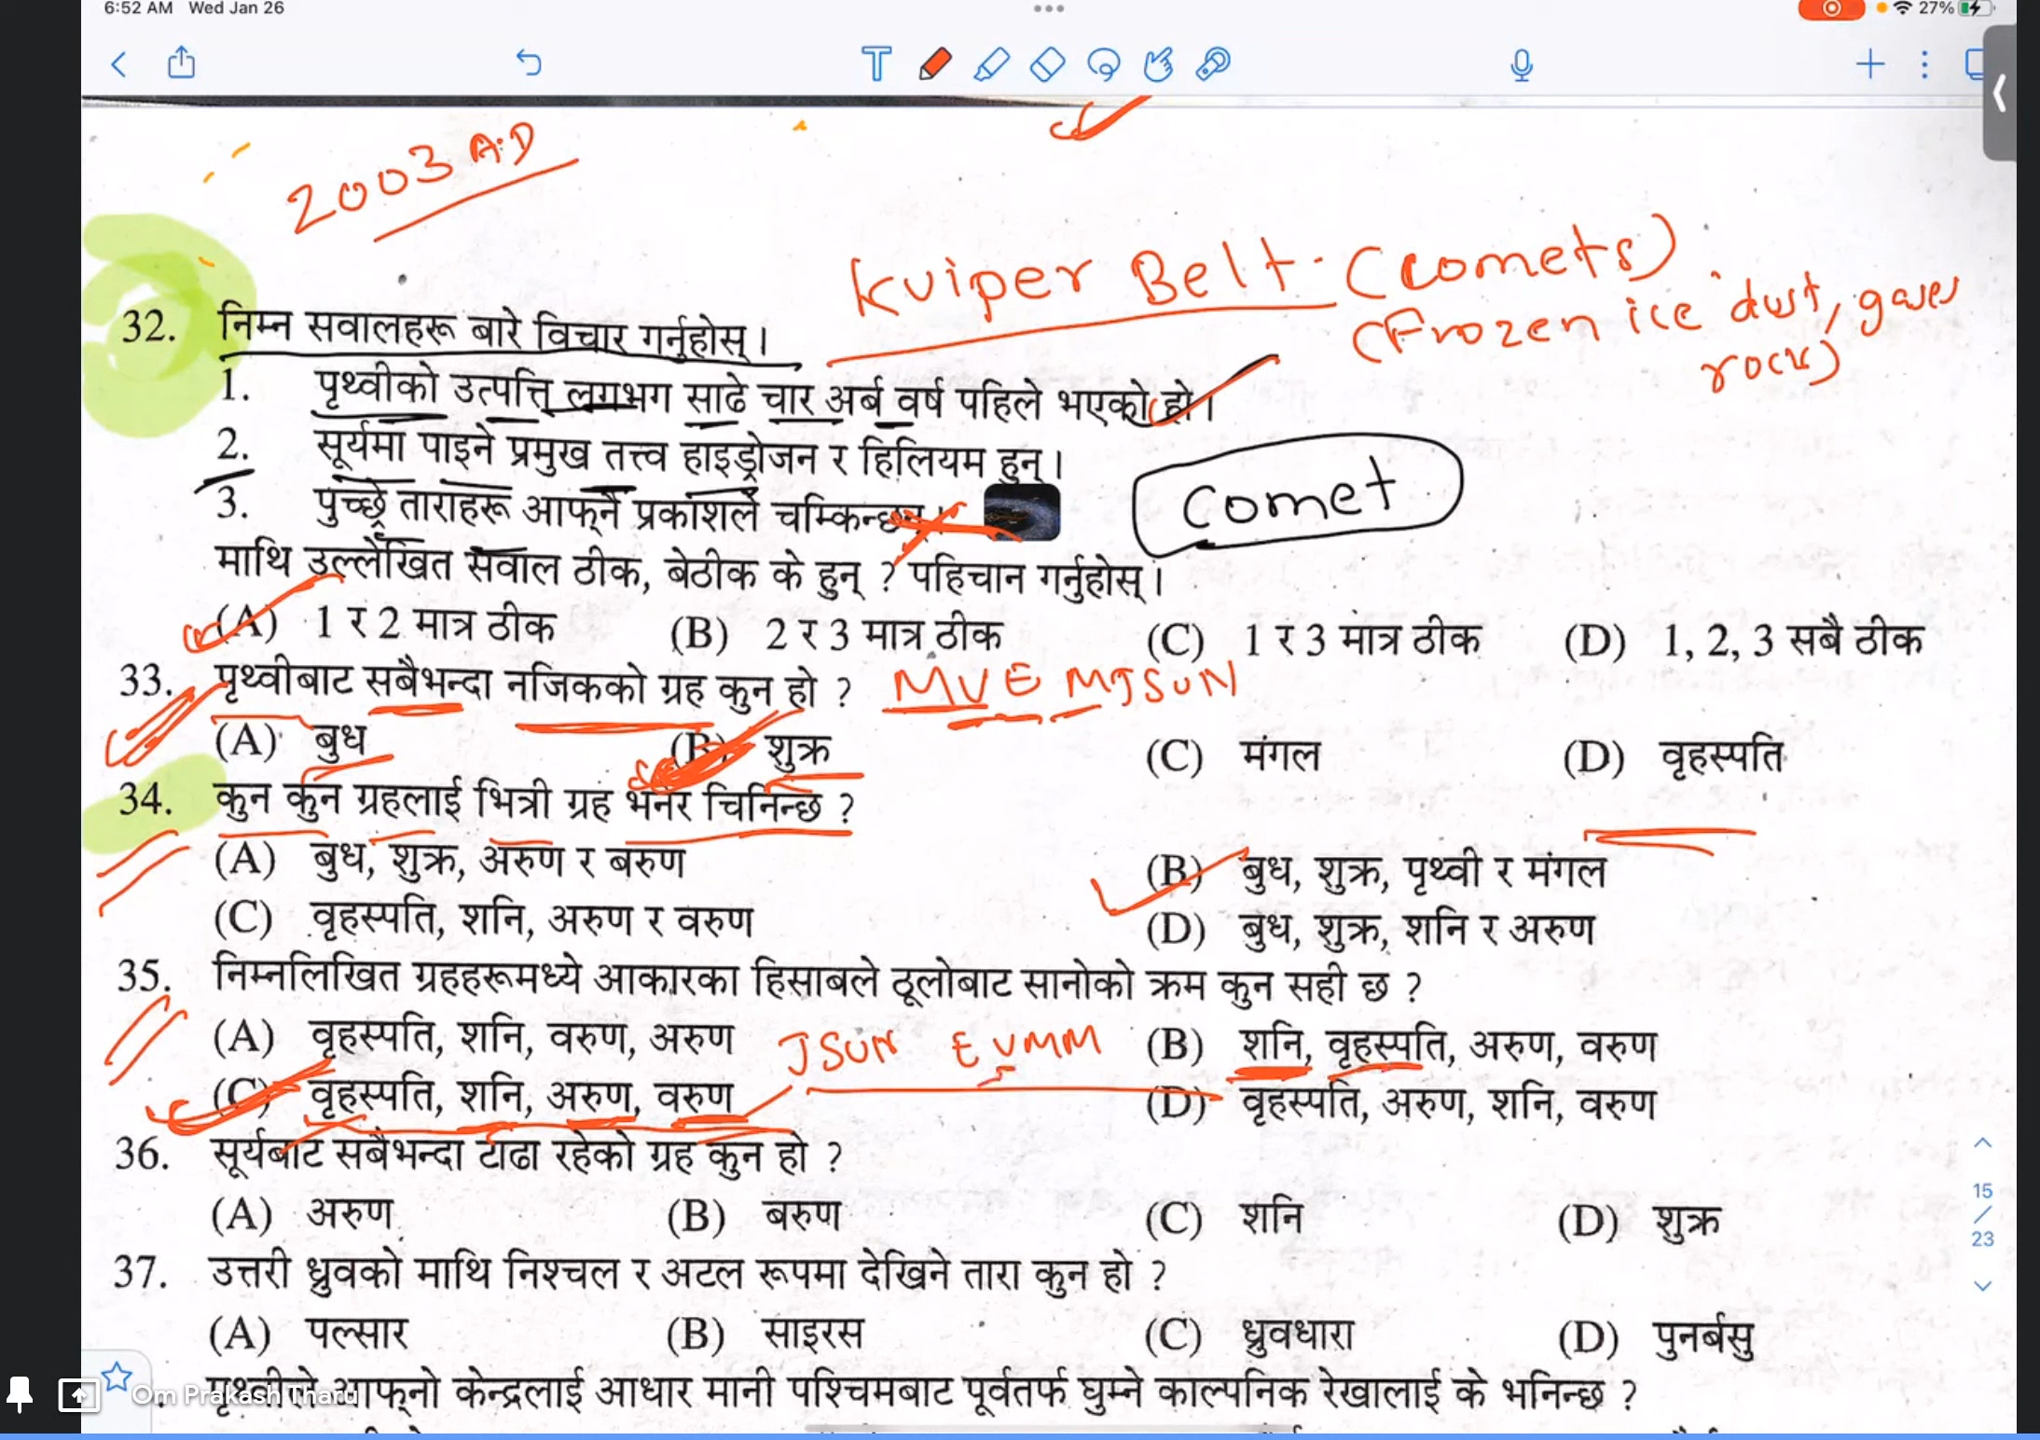 6:52 AM Wed Jan 26
27%
2003 A.D
Kuiper Belt. (comets)
(Frozen ice dust, gases
rock)
32. निम्न सवालहरू बारे विचार गर्नुहोस् ।
1. पृथ्वीको उत्पत्ति लगभग साढे चार अर्ब वर्ष पहिले भएको हो ।
2. सूर्यमा पाइने प्रमुख तत्त्व हाइड्रोजन र हिलियम हुन् ।
3. पुच्छ्रे ताराहरू आफ्नै प्रकाशले चम्किन्छन् ।
Comet
माथि उल्लेखित सवाल ठीक, बेठीक के हुन् ? पहिचान गर्नुहोस् ।
(A) 1 र 2 मात्र ठीक (B) 2 र 3 मात्र ठीक (C) 1 र 3 मात्र ठीक (D) 1, 2, 3 सबै ठीक
33. पृथ्वीबाट सबैभन्दा नजिकको ग्रह कुन हो ? MVE MJSUN
(A) बुध (B) शुक्र (C) मंगल (D) वृहस्पति
34. कुन कुन ग्रहलाई भित्री ग्रह भनेर चिनिन्छ ?
(A) बुध, शुक्र, अरुण र बरुण (B) बुध, शुक्र, पृथ्वी र मंगल
(C) वृहस्पति, शनि, अरुण र वरुण (D) बुध, शुक्र, शनि र अरुण
35. निम्नलिखित ग्रहहरूमध्ये आकारका हिसाबले ठूलोबाट सानोको क्रम कुन सही छ ?
(A) वृहस्पति, शनि, वरुण, अरुण JSUN EVMM (B) शनि, वृहस्पति, अरुण, वरुण
(C) वृहस्पति, शनि, अरुण, वरुण (D) वृहस्पति, अरुण, शनि, वरुण
36. सूर्यबाट सबैभन्दा टाढा रहेको ग्रह कुन हो ?
(A) अरुण (B) बरुण (C) शनि (D) शुक्र
15
/
23
37. उत्तरी ध्रुवको माथि निश्चल र अटल रूपमा देखिने तारा कुन हो ?
(A) पल्सार (B) साइरस (C) ध्रुवधारा (D) पुनर्बसु
पृथ्वीले आफ्नो केन्द्रलाई आधार मानी पश्चिमबाट पूर्वतर्फ घुम्ने काल्पनिक रेखालाई के भनिन्छ ?
Om Prakash Tharu